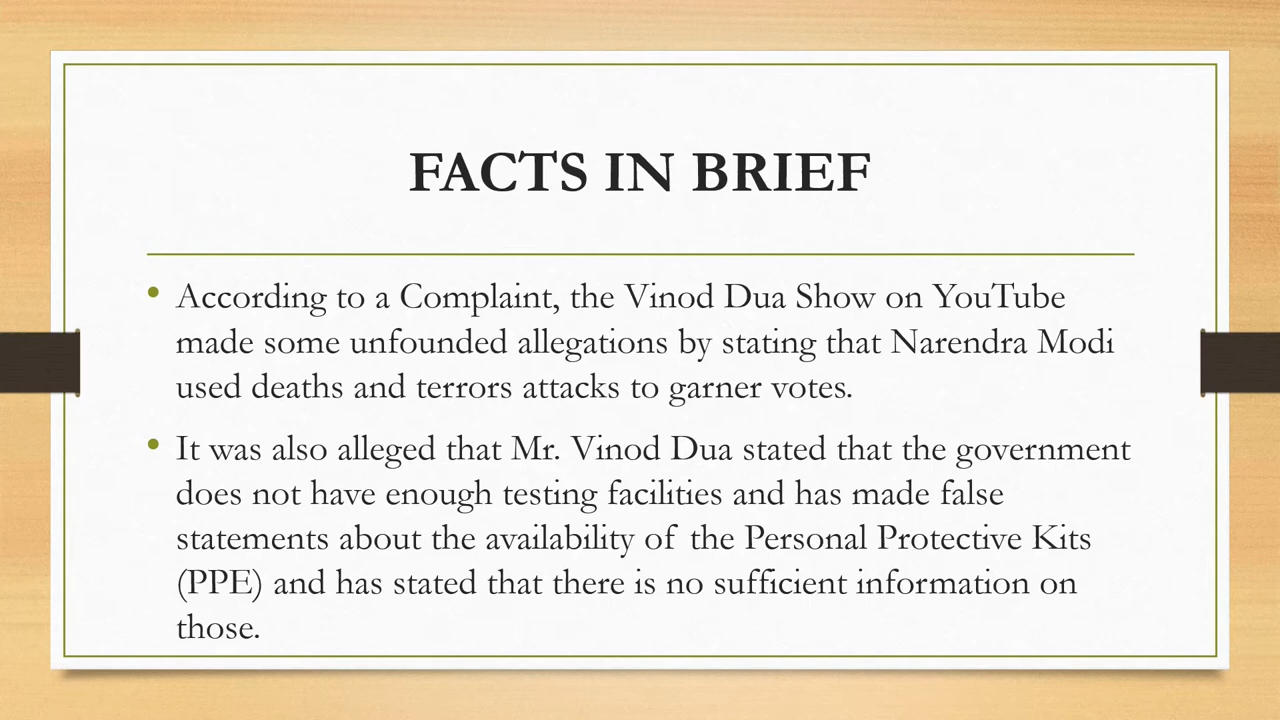 FACTS IN BRIEF
• According to a Complaint, the Vinod Dua Show on YouTube
made some unfounded allegations by stating that Narendra Modi
used deaths and terrors attacks to garner votes.
• It was also alleged that Mr. Vinod Dua stated that the government
does not have enough testing facilities and has made false
statements about the availability of the Personal Protective Kits
(PPE) and has stated that there is no sufficient information on
those.